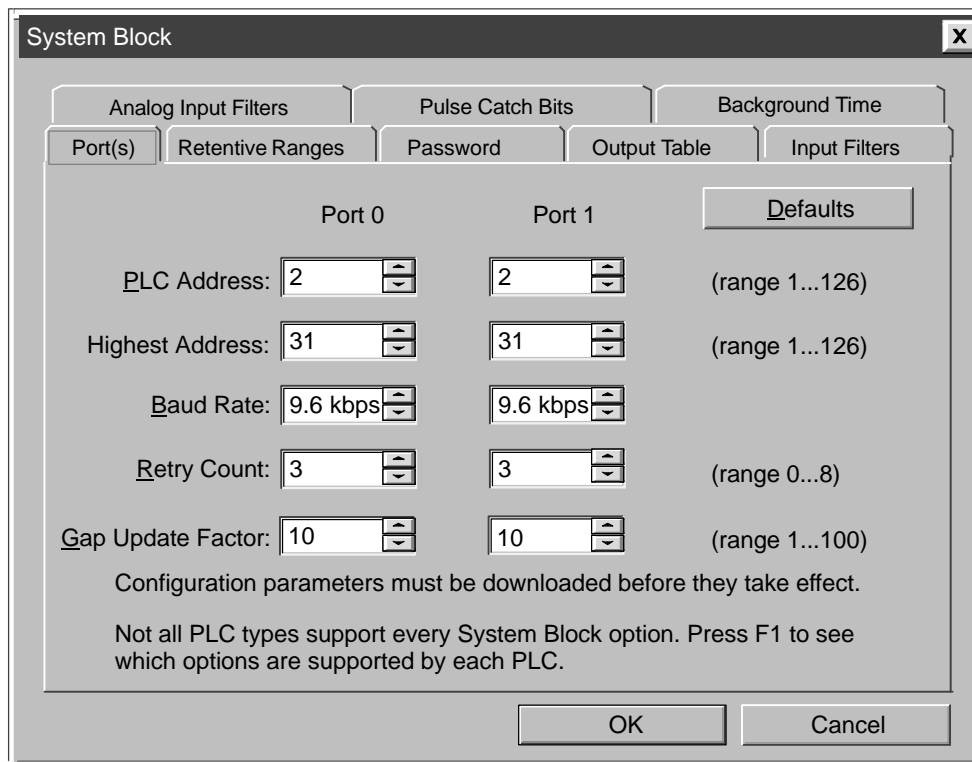 System Block
X
Analog Input Filters Pulse Catch Bits Background Time
Port(s) Retentive Ranges Password Output Table Input Filters
Port 0 Port 1 Defaults
PLC Address: 2 2 (range 1...126)
Highest Address: 31 31 (range 1...126)
Baud Rate: 9.6 kbps 9.6 kbps
Retry Count: 3 3 (range 0...8)
Gap Update Factor: 10 10 (range 1...100)
Configuration parameters must be downloaded before they take effect.
Not all PLC types support every System Block option. Press F1 to see
which options are supported by each PLC.
OK Cancel